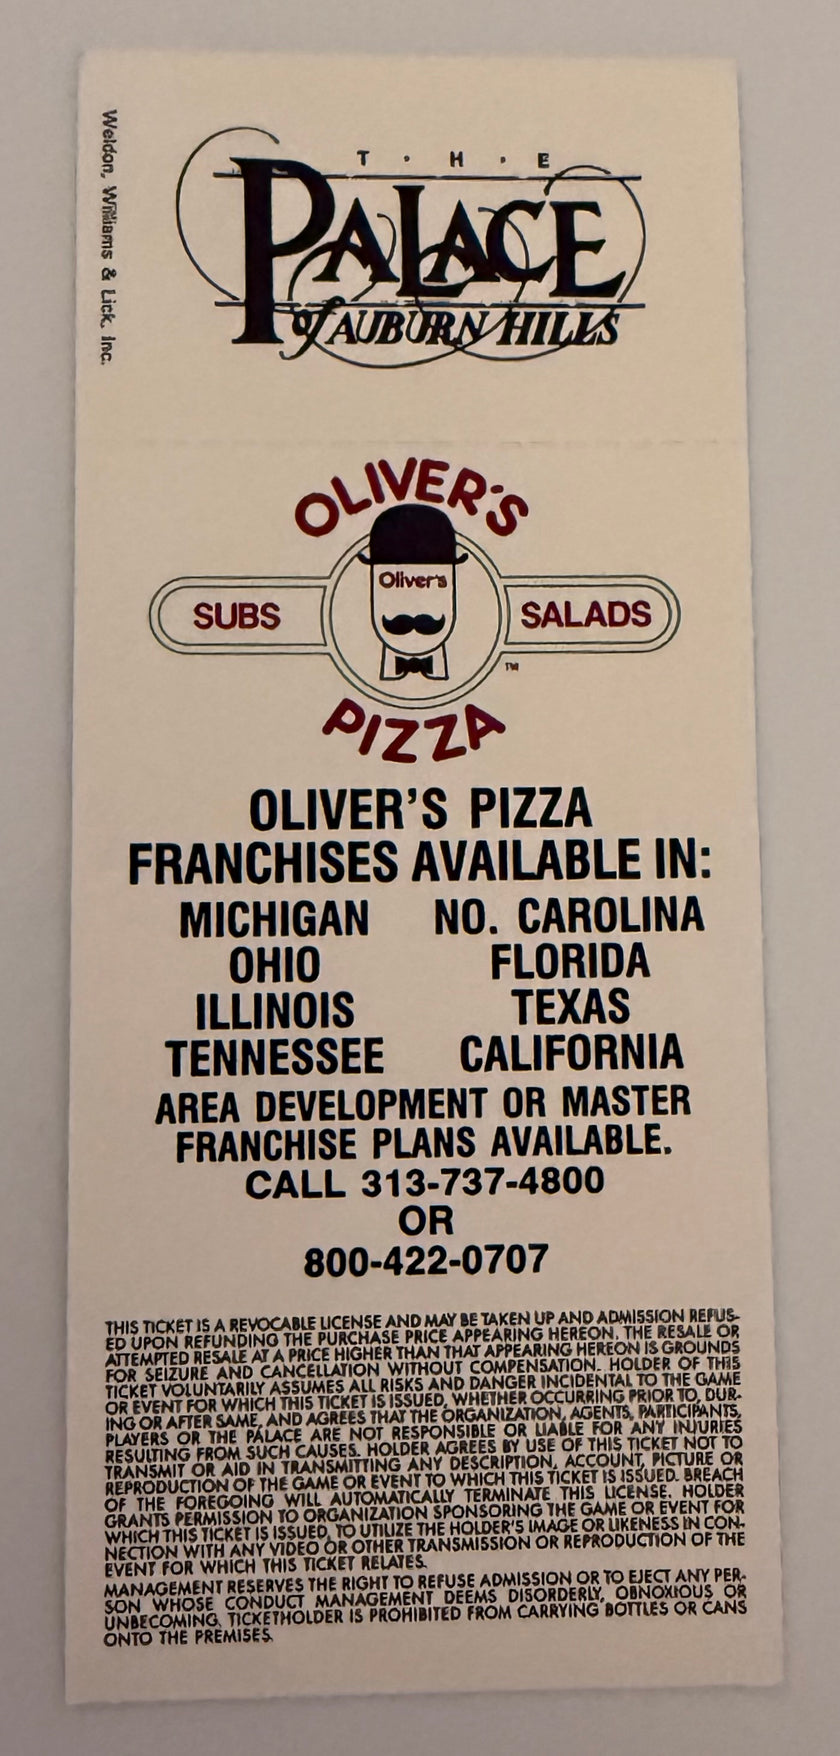 Weldon, Williams & Lick, Inc.
T · H · E
PALACE
of AUBURN HILLS
OLIVER'S
Oliver's
SUBS
SALADS
TM
PIZZA
OLIVER'S PIZZA
FRANCHISES AVAILABLE IN:
MICHIGAN NO. CAROLINA
OHIO FLORIDA
ILLINOIS TEXAS
TENNESSEE CALIFORNIA
AREA DEVELOPMENT OR MASTER
FRANCHISE PLANS AVAILABLE.
CALL 313-737-4800
OR
800-422-0707
THIS TICKET IS A REVOCABLE LICENSE AND MAY BE TAKEN UP AND ADMISSION REFUS-
ED UPON REFUNDING THE PURCHASE PRICE APPEARING HEREON. THE RESALE OR
ATTEMPTED RESALE AT A PRICE HIGHER THAN THAT APPEARING HEREON IS GROUNDS
FOR SEIZURE AND CANCELLATION WITHOUT COMPENSATION. HOLDER OF THIS
TICKET VOLUNTARILY ASSUMES ALL RISKS AND DANGER INCIDENTAL TO THE GAME
OR EVENT FOR WHICH THIS TICKET IS ISSUED, WHETHER OCCURRING PRIOR TO, DUR-
ING OR AFTER SAME, AND AGREES THAT THE ORGANIZATION, AGENTS, PARTICIPANTS,
PLAYERS OR THE PALACE ARE NOT RESPONSIBLE OR LIABLE FOR ANY INJURIES
RESULTING FROM SUCH CAUSES. HOLDER AGREES BY USE OF THIS TICKET NOT TO
TRANSMIT OR AID IN TRANSMITTING ANY DESCRIPTION, ACCOUNT, PICTURE OR
REPRODUCTION OF THE GAME OR EVENT TO WHICH THIS TICKET IS ISSUED. BREACH
OF THE FOREGOING WILL AUTOMATICALLY TERMINATE THIS LICENSE. HOLDER
GRANTS PERMISSION TO ORGANIZATION SPONSORING THE GAME OR EVENT FOR
WHICH THIS TICKET IS ISSUED, TO UTILIZE THE HOLDER'S IMAGE OR LIKENESS IN CON-
NECTION WITH ANY VIDEO OR OTHER TRANSMISSION OR REPRODUCTION OF THE
EVENT FOR WHICH THIS TICKET RELATES.
MANAGEMENT RESERVES THE RIGHT TO REFUSE ADMISSION OR TO EJECT ANY PER-
SON WHOSE CONDUCT MANAGEMENT DEEMS DISORDERLY, OBNOXIOUS OR
UNBECOMING. TICKETHOLDER IS PROHIBITED FROM CARRYING BOTTLES OR CANS
ONTO THE PREMISES.